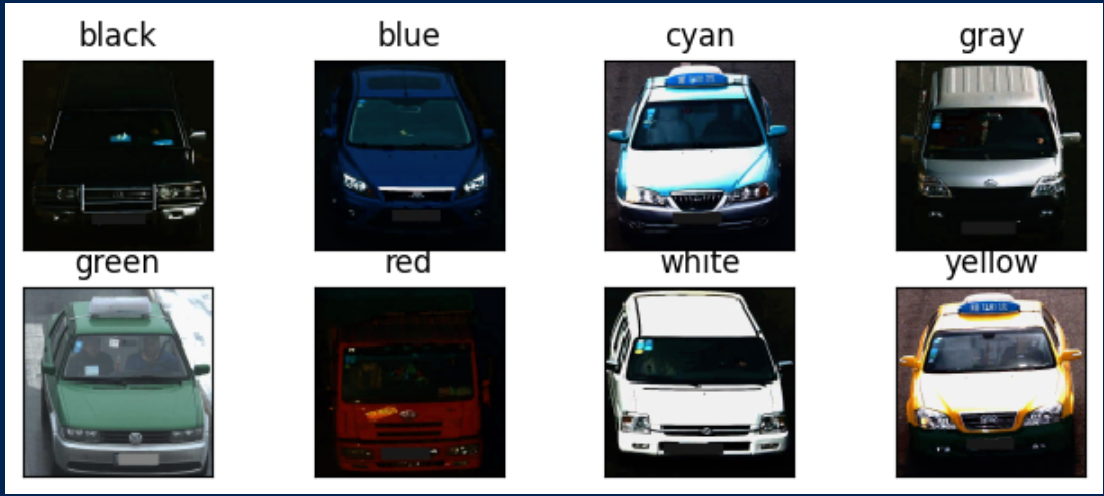 black
blue
cyan
gray
green
red
white
yellow